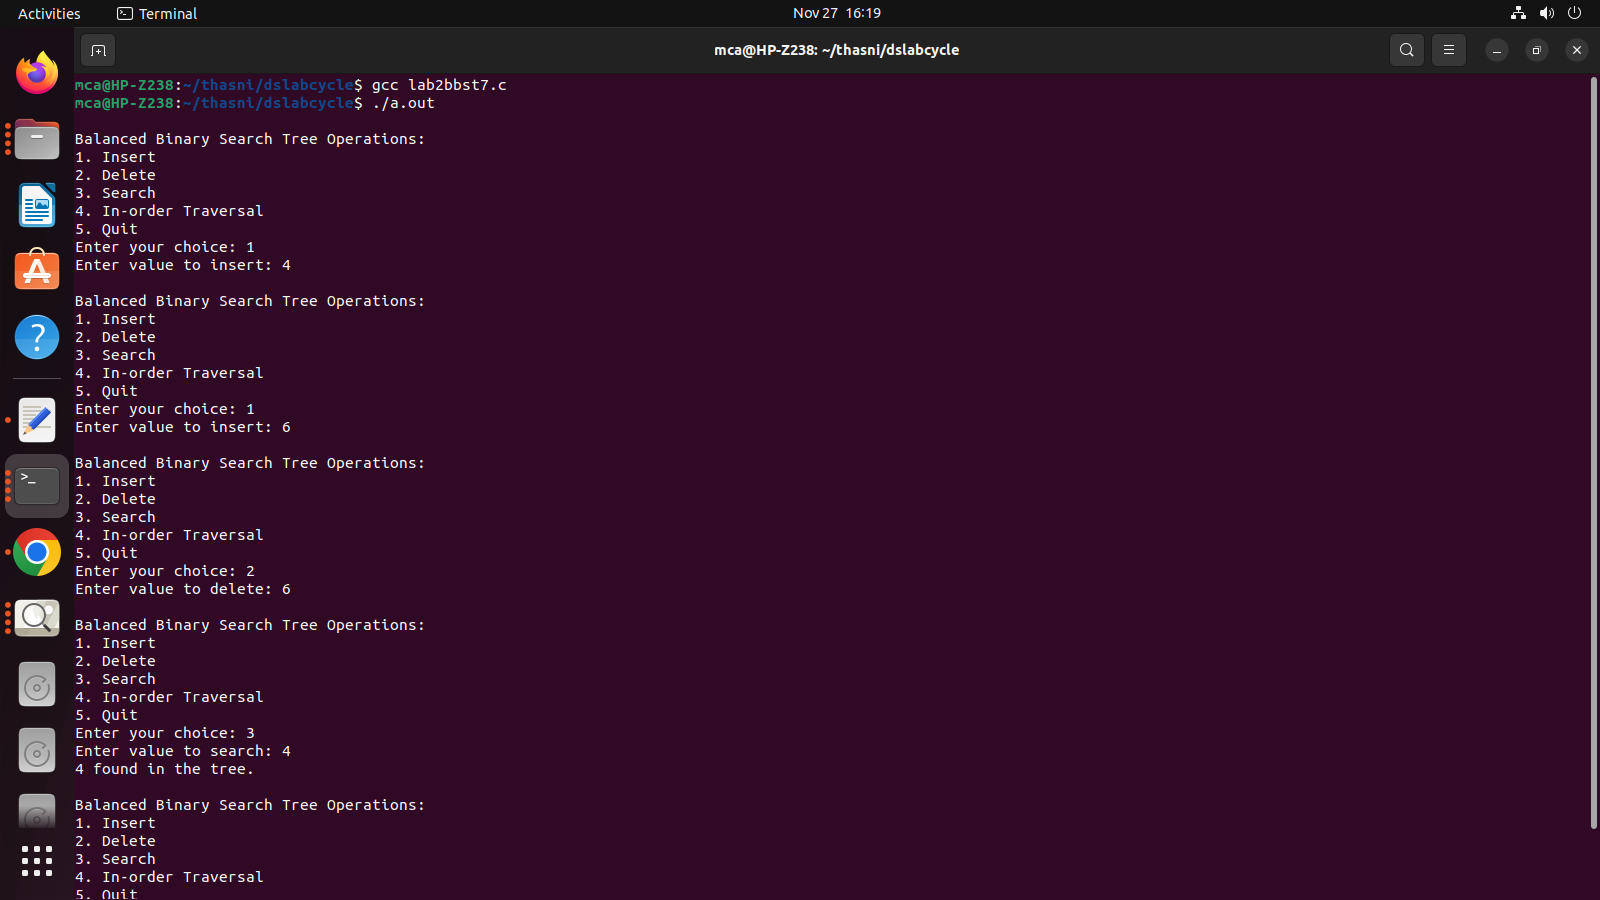 Activities
Terminal
Nov 27 16:19
mca@HP-Z238: ~/thasni/dslabcycle
mca@HP-Z238:~/thasni/dslabcycle$ gcc lab2bbst7.c
mca@HP-Z238:~/thasni/dslabcycle$ ./a.out
Balanced Binary Search Tree Operations:
1. Insert
2. Delete
3. Search
4. In-order Traversal
5. Quit
Enter your choice: 1
Enter value to insert: 4
Balanced Binary Search Tree Operations:
1. Insert
2. Delete
3. Search
4. In-order Traversal
5. Quit
Enter your choice: 1
Enter value to insert: 6
Balanced Binary Search Tree Operations:
1. Insert
2. Delete
3. Search
4. In-order Traversal
5. Quit
Enter your choice: 2
Enter value to delete: 6
Balanced Binary Search Tree Operations:
1. Insert
2. Delete
3. Search
4. In-order Traversal
5. Quit
Enter your choice: 3
Enter value to search: 4
4 found in the tree.
Balanced Binary Search Tree Operations:
1. Insert
2. Delete
3. Search
4. In-order Traversal
5. Quit